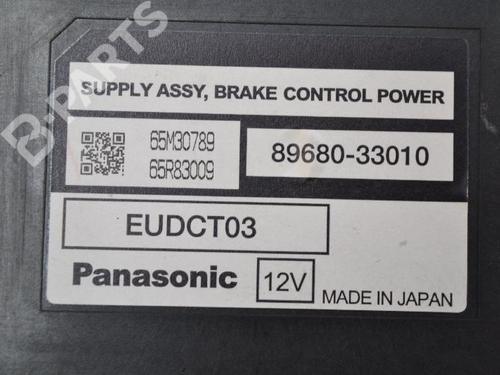 B-PARTS
SUPPLY ASSY, BRAKE CONTROL POWER
65M30789
65R83009
89680-33010
EUDCT03
Panasonic
12V
MADE IN JAPAN